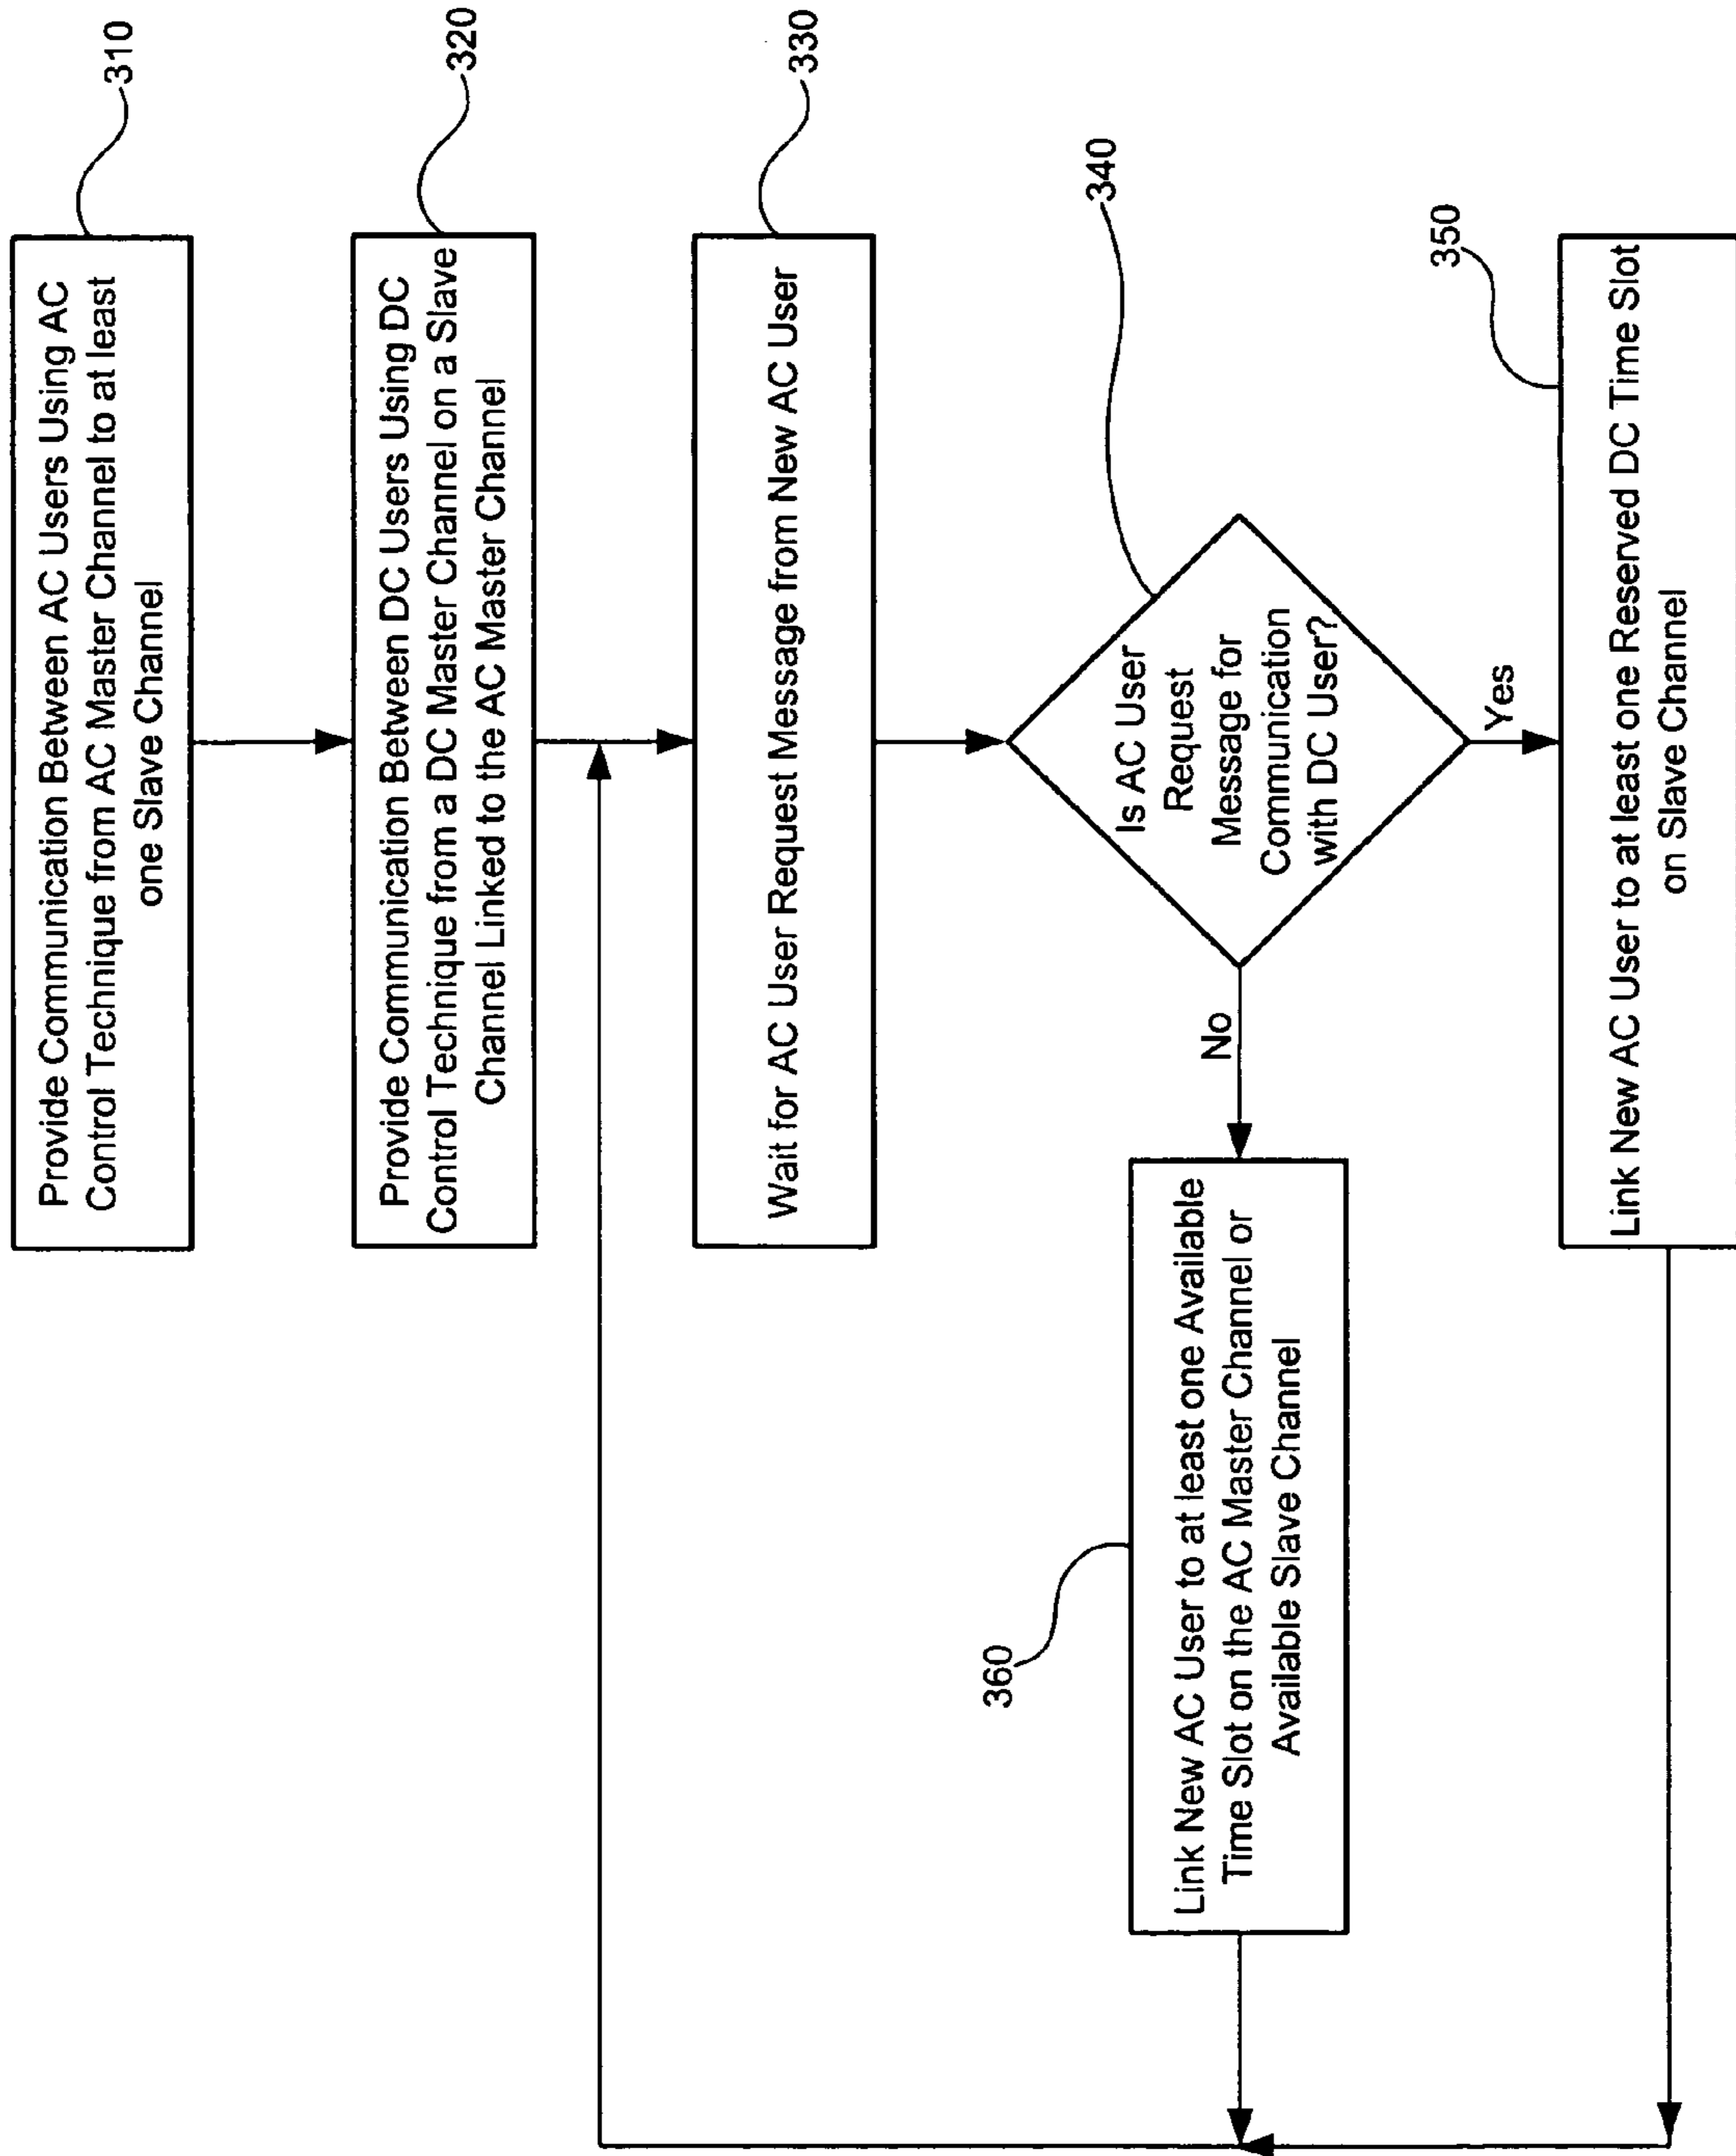 Provide Communication Between AC Users Using AC
Control Technique from AC Master Channel to at least
one Slave Channel
310
Provide Communication Between DC Users Using DC
Control Technique from a DC Master Channel on a Slave
Channel Linked to the AC Master Channel
320
Wait for AC User Request Message from New AC User
330
Is AC User
Request
Message for
Communication
with DC User?
340
No
Yes
Link New AC User to at least one Available
Time Slot on the AC Master Channel or
Available Slave Channel
360
Link New AC User to at least one Reserved DC Time Slot
on Slave Channel
350